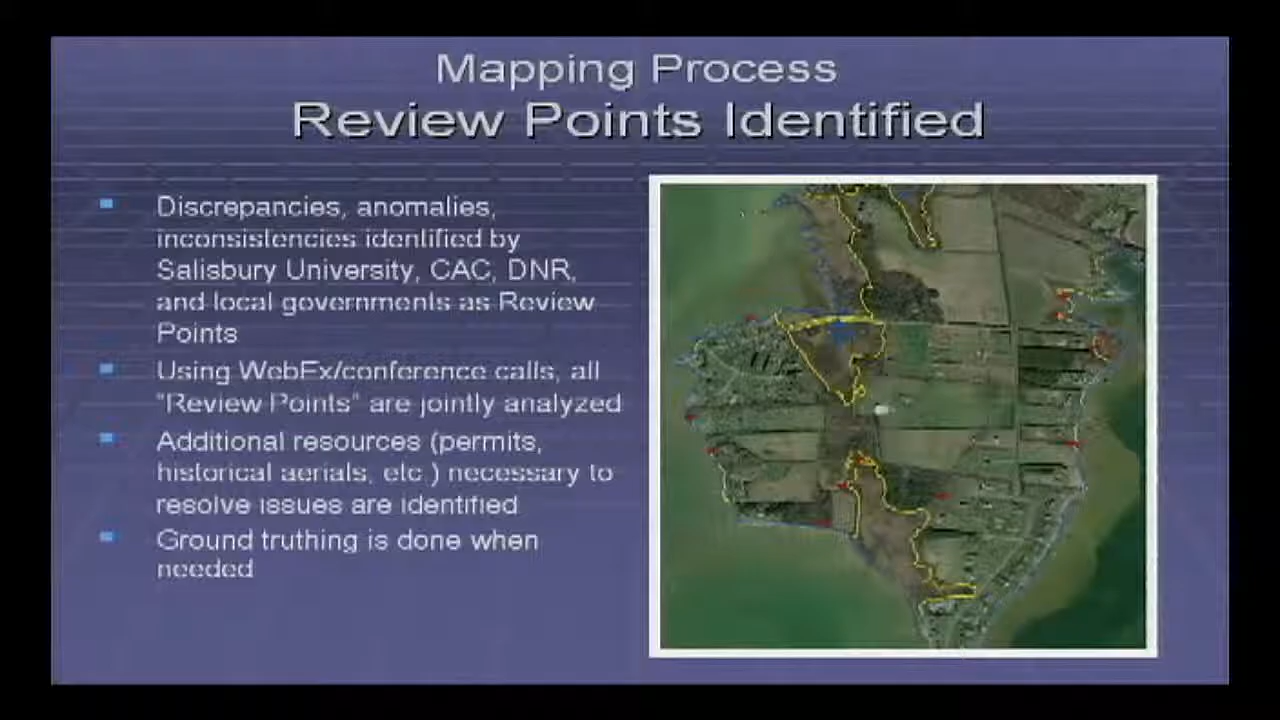 Mapping Process
Review Points Identified
Discrepancies, anomalies,
inconsistencies identified by
Salisbury University, CAC, DNR,
and local governments as Review
Points
Using WebEx/conference calls, all
"Review Points" are jointly analyzed
Additional resources (permits,
historical aerials, etc.) necessary to
resolve issues are identified
Ground truthing is done when
needed